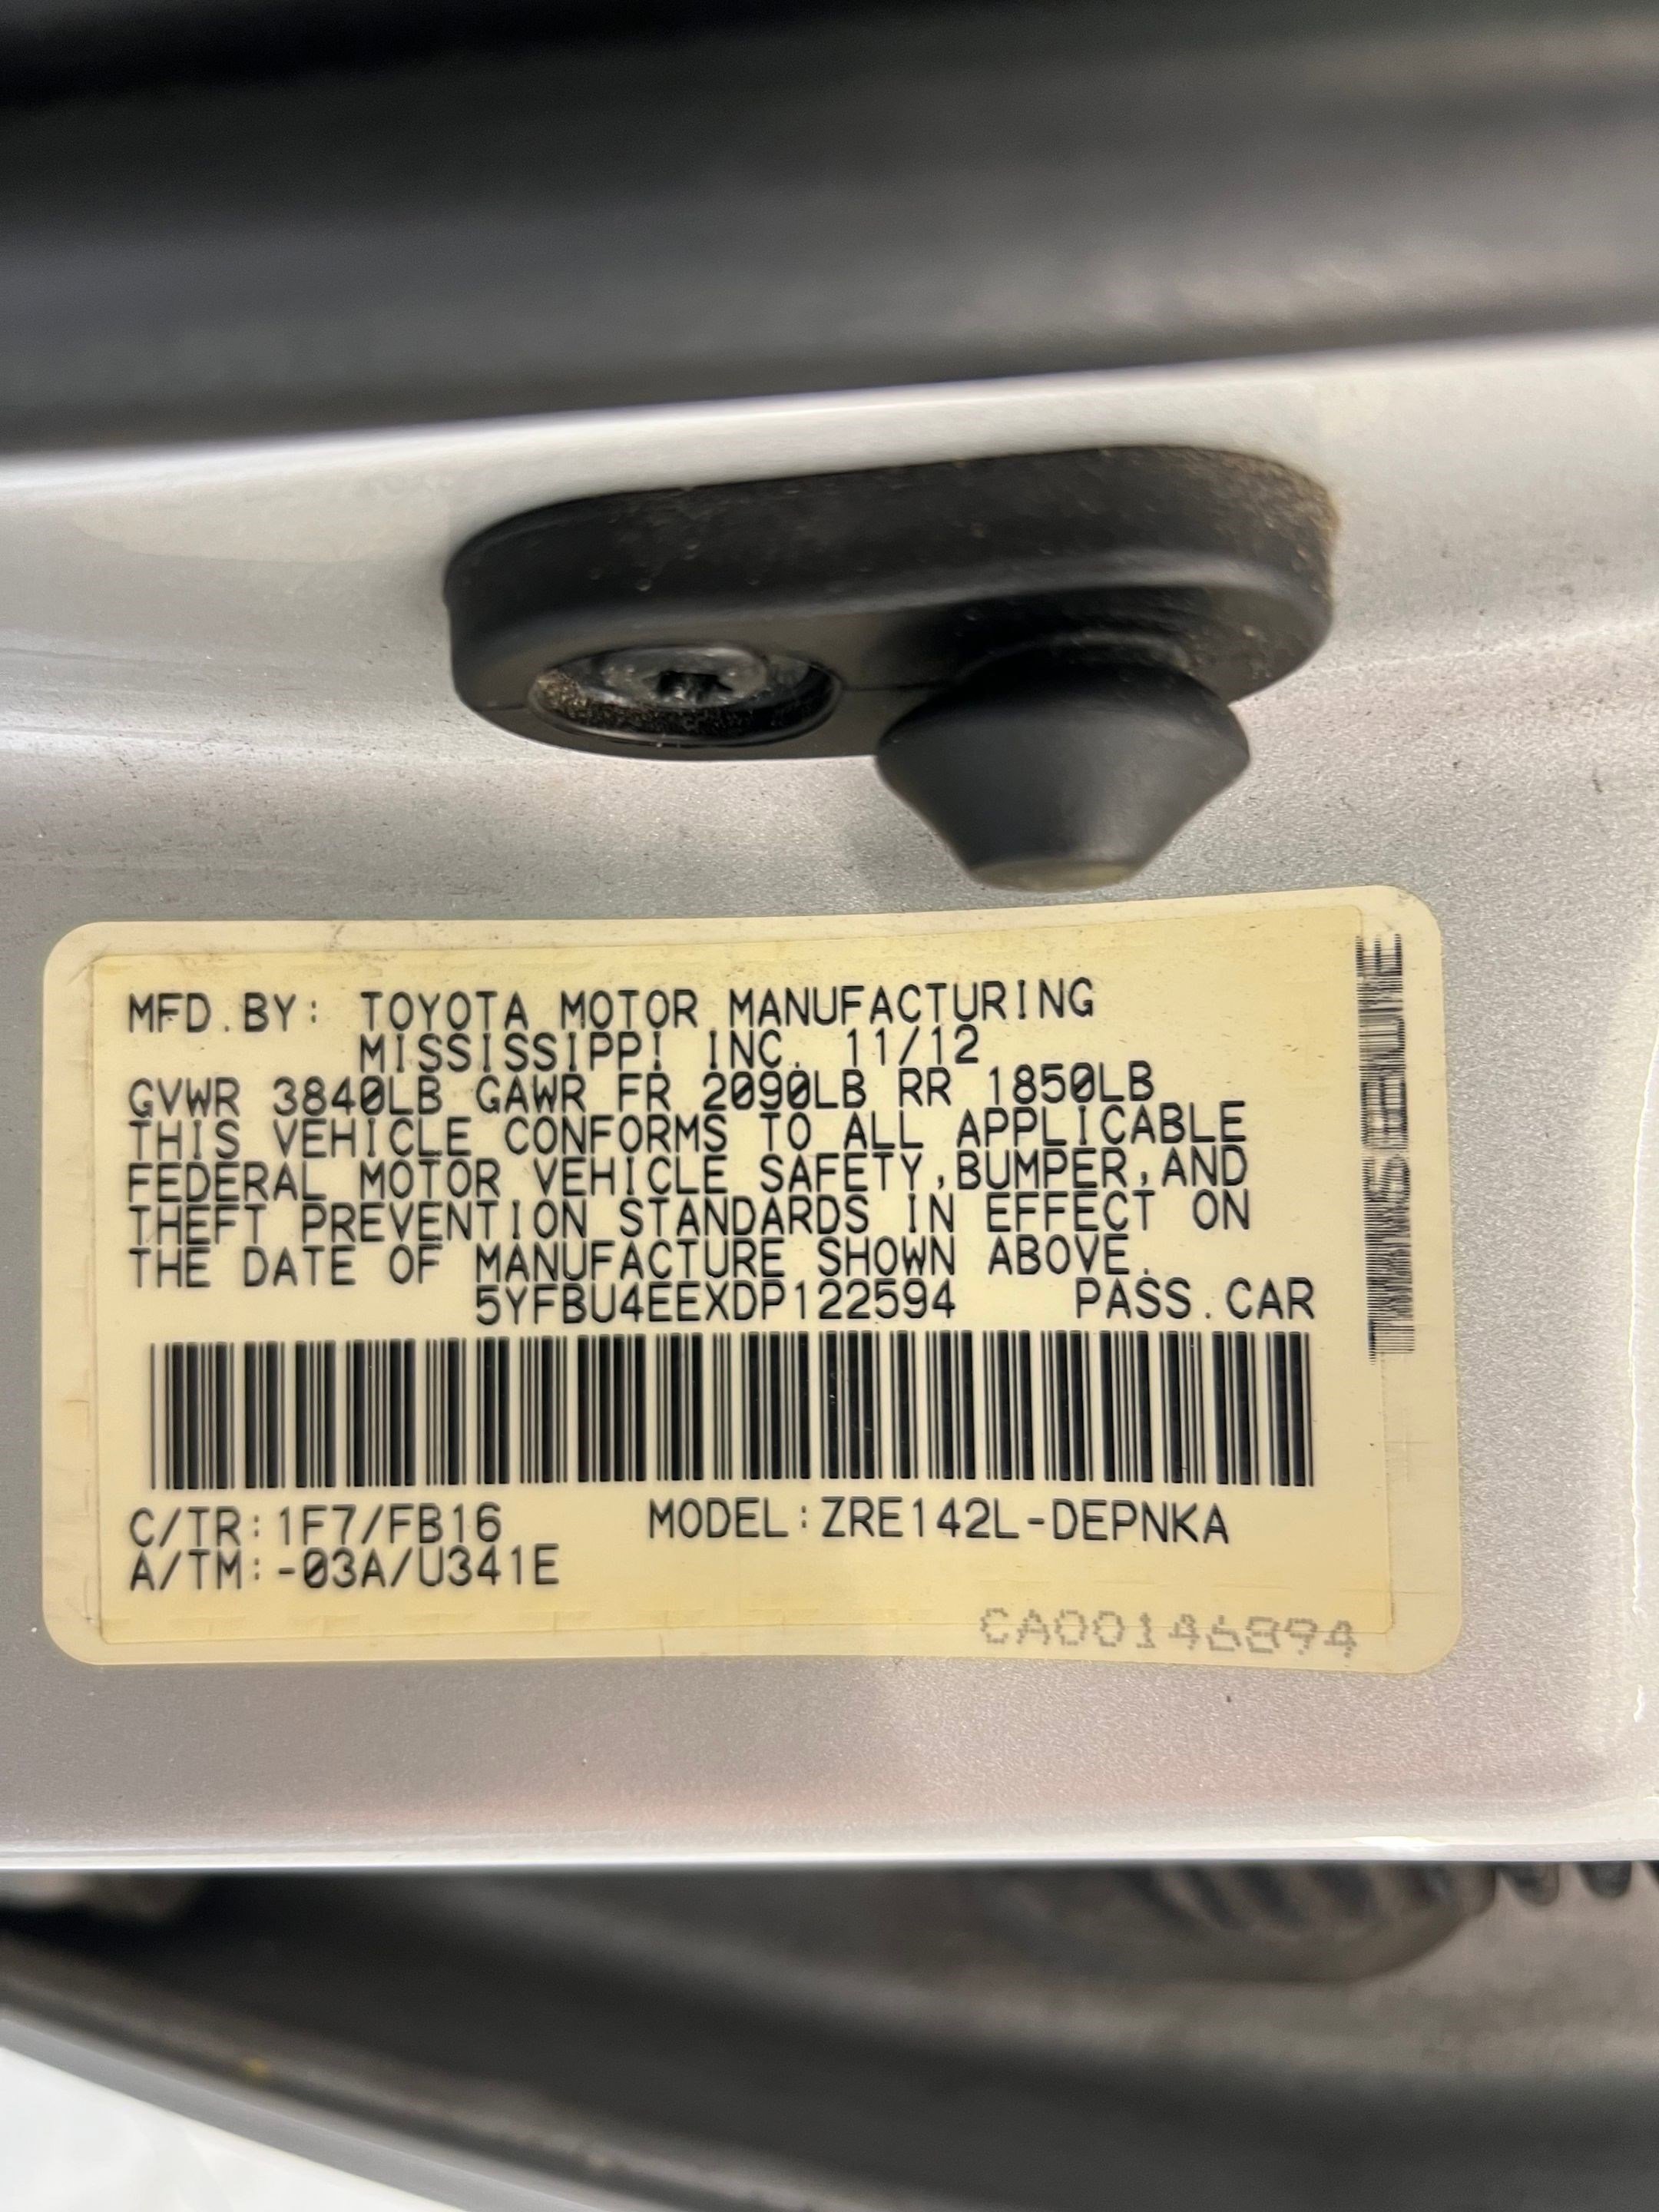 MFD.BY: TOYOTA MOTOR MANUFACTURING
MISSISSIPPI INC. 11/12
GVWR 3840LB GAWR FR 2090LB RR 1850LB
THIS VEHICLE CONFORMS TO ALL APPLICABLE
FEDERAL MOTOR VEHICLE SAFETY,BUMPER,AND
THEFT PREVENTION STANDARDS IN EFFECT ON
THE DATE OF MANUFACTURE SHOWN ABOVE.
5YFBU4EEXDP122594 PASS.CAR
C/TR:1F7/FB16 MODEL:ZRE142L-DEPNKA
A/TM:-03A/U341E
CA00146894